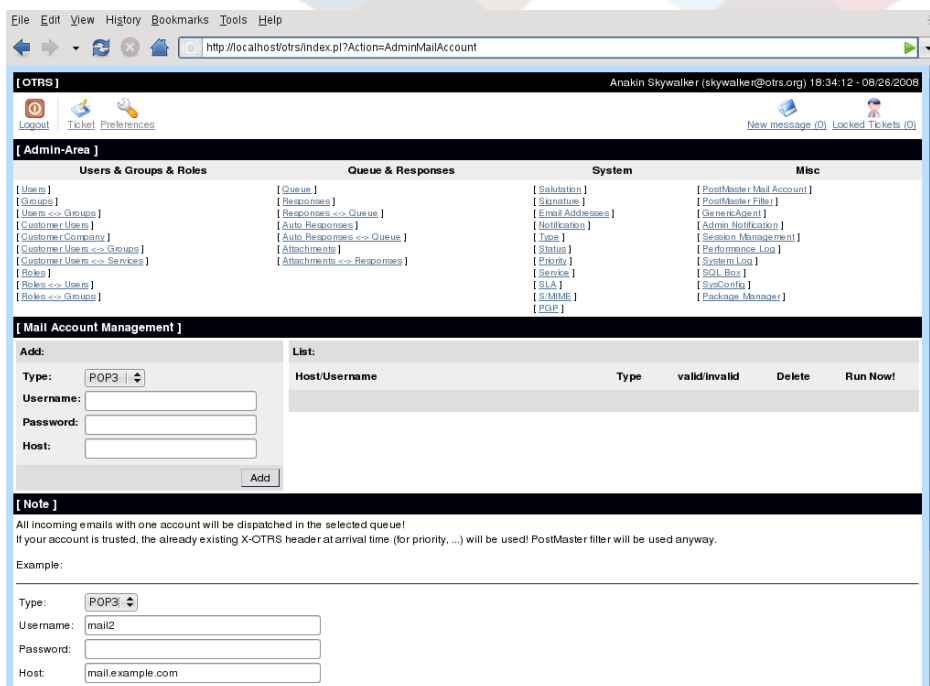 File Edit View History Bookmarks Tools Help
http://localhost/otrs/index.pl?Action=AdminMailAccount
[ OTRS ] Anakin Skywalker (skywalker@otrs.org) 18:34:12 - 08/26/2008
Logout Ticket Preferences New message (0) Locked Tickets (0)
[ Admin-Area ]
Users & Groups & Roles Queue & Responses System Misc
[ Users ] [ Queue ] [ Salutation ] [ PostMaster Mail Account ]
[ Groups ] [ Responses ] [ Signature ] [ PostMaster Filter ]
[ Users <-> Groups ] [ Responses <-> Queue ] [ Email Addresses ] [ GenericAgent ]
[ Customer Users ] [ Auto Responses ] [ Notification ] [ Admin Notification ]
[ Customer Company ] [ Auto Responses <-> Queue ] [ Type ] [ Session Management ]
[ Customer Users <-> Groups ] [ Attachments ] [ Status ] [ Performance Log ]
[ Customer Users <-> Services ] [ Attachments <-> Responses ] [ Priority ] [ System Log ]
[ Roles ] [ Service ] [ SQL Box ]
[ Roles <-> Users ] [ SLA ] [ SysConfig ]
[ Roles <-> Groups ] [ S/MIME ] [ Package Manager ]
[ PGP ]
[ Mail Account Management ]
Add: List:
Type: POP3 Host/Username Type valid/invalid Delete Run Now!
Username:
Password:
Host:
Add
[ Note ]
All incoming emails with one account will be dispatched in the selected queue!
If your account is trusted, the already existing X-OTRS header at arrival time (for priority, ...) will be used! PostMaster filter will be used anyway.
Example:
Type: POP3
Username: mail2
Password:
Host: mail.example.com